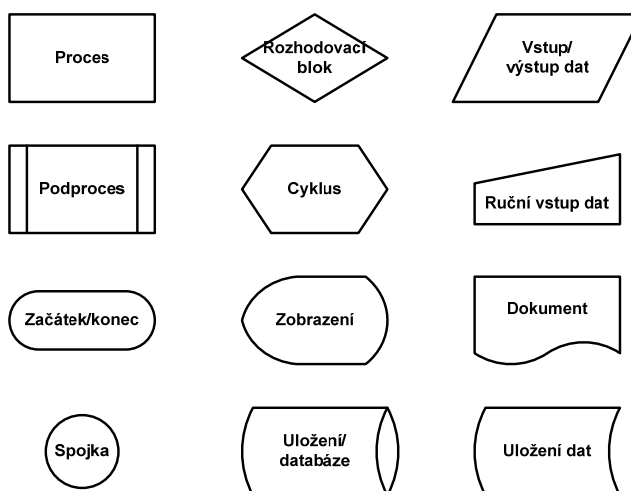 Proces
Rozhodovací
blok
Vstup/
výstup dat
Podproces
Cyklus
Ruční vstup dat
Začátek/konec
Zobrazení
Dokument
Spojka
Uložení/
databáze
Uložení dat